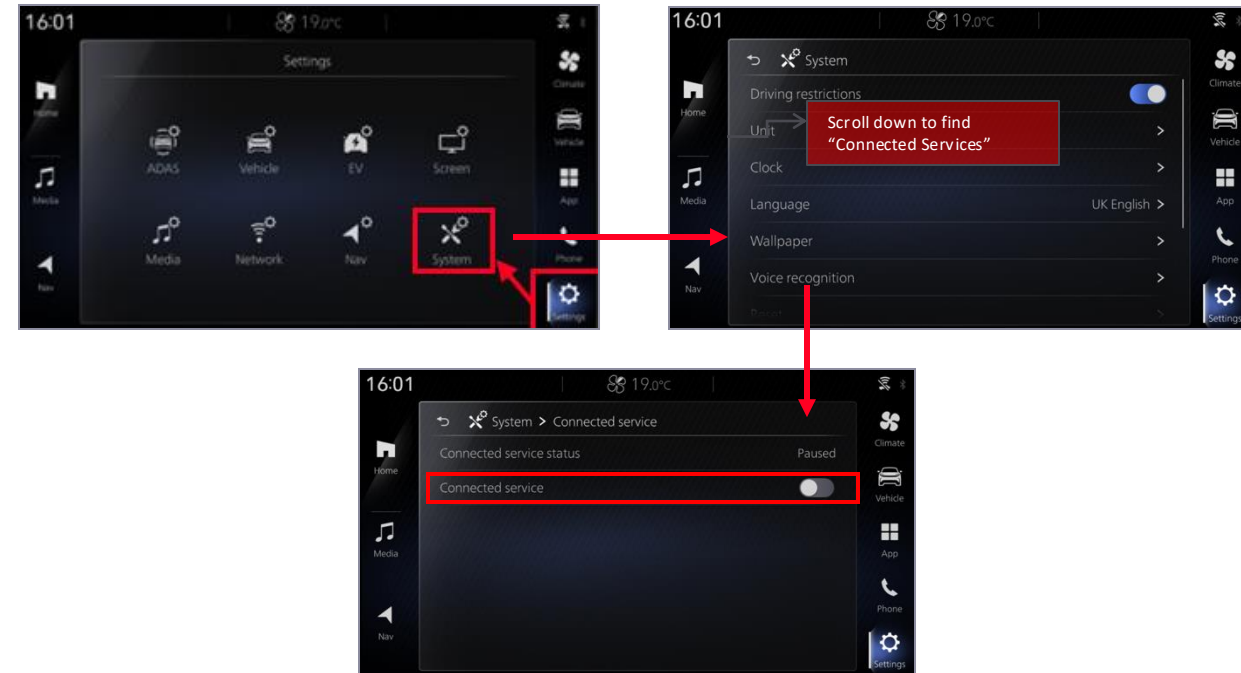 16:01
19.0°C
Settings
Home
Climate
ADAS
Vehicle
EV
Screen
Vehicle
Media
App
Media
Network
Nav
System
Phone
Nav
Settings
16:01
19.0°C
System
Driving restrictions
Climate
Home
Unit
Scroll down to find
“Connected Services”
Vehicle
Clock
Media
Language
UK English
App
Wallpaper
Phone
Voice recognition
Nav
Reset
Settings
16:01
19.0°C
System > Connected service
Climate
Connected service status
Paused
Home
Connected service
Vehicle
Media
App
Phone
Nav
Settings